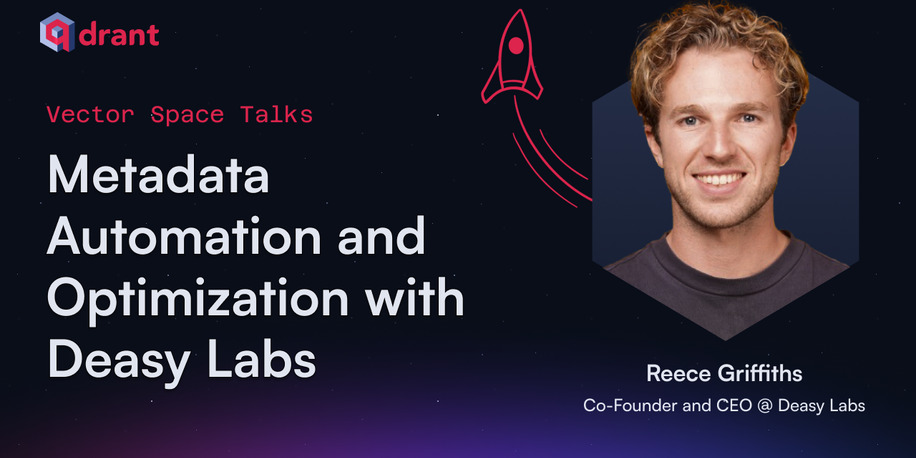 qdrant
Vector Space Talks
Metadata
Automation and
Optimization with
Deasy Labs
Reece Griffiths
Co-Founder and CEO @ Deasy Labs